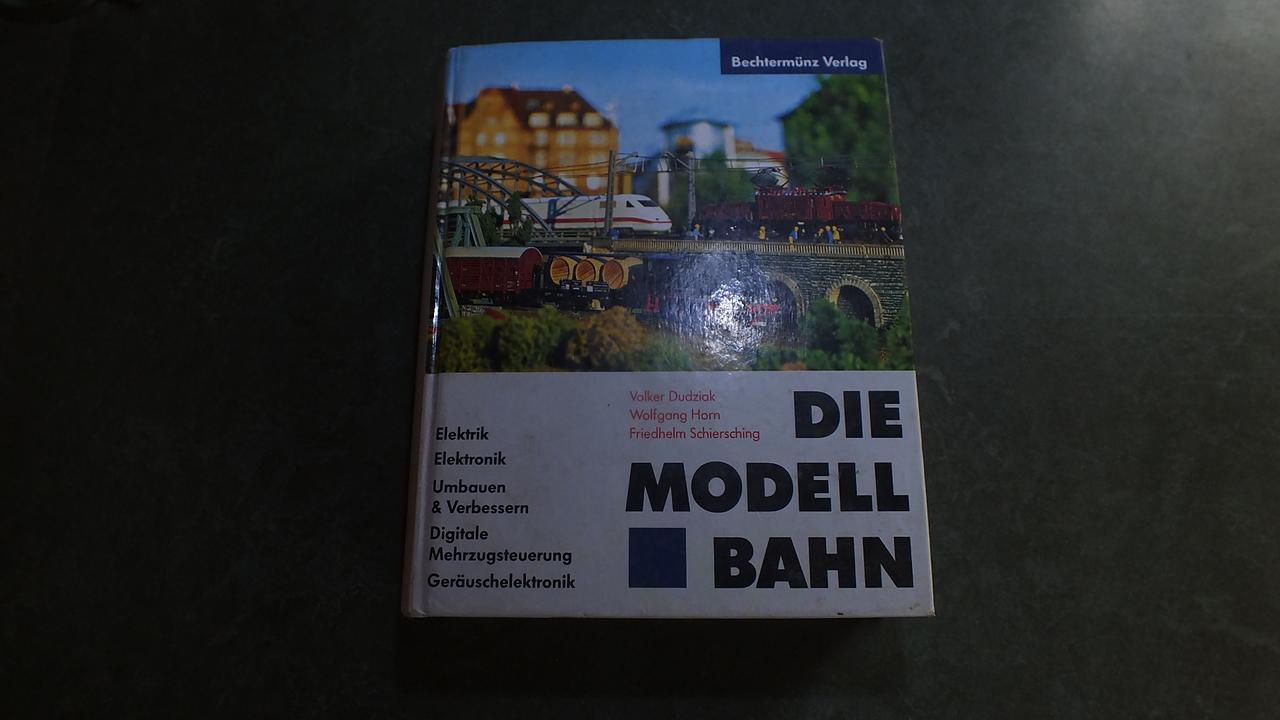 Bechtermünz Verlag
Volker Dudziak
Wolfgang Horn
Friedhelm Schiersching
DIE
MODELL
BAHN
Elektrik
Elektronik
Umbauen
& Verbessern
Digitale
Mehrzugsteuerung
Geräuschelektronik